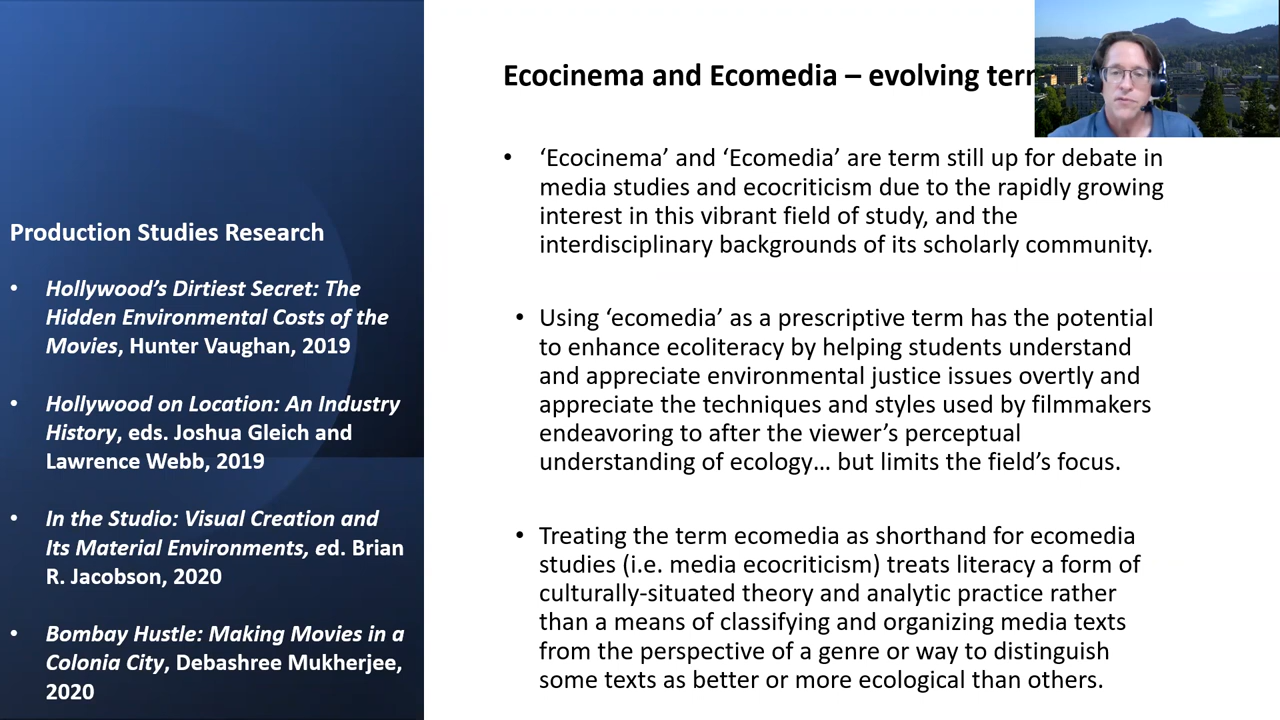 Ecocinema and Ecomedia – evolving
Production Studies Research
• Hollywood’s Dirtiest Secret: The
Hidden Environmental Costs of the
Movies, Hunter Vaughan, 2019
• Hollywood on Location: An Industry
History, eds. Joshua Gleich and
Lawrence Webb, 2019
• In the Studio: Visual Creation and
Its Material Environments, ed. Brian
R. Jacobson, 2020
• Bombay Hustle: Making Movies in a
Colonia City, Debashree Mukherjee,
2020
• ‘Ecocinema’ and ‘Ecomedia’ are term still up for debate in
media studies and ecocriticism due to the rapidly growing
interest in this vibrant field of study, and the
interdisciplinary backgrounds of its scholarly community.
• Using ‘ecomedia’ as a prescriptive term has the potential
to enhance ecoliteracy by helping students understand
and appreciate environmental justice issues overtly and
appreciate the techniques and styles used by filmmakers
endeavoring to after the viewer’s perceptual
understanding of ecology… but limits the field’s focus.
• Treating the term ecomedia as shorthand for ecomedia
studies (i.e. media ecocriticism) treats literacy a form of
culturally-situated theory and analytic practice rather
than a means of classifying and organizing media texts
from the perspective of a genre or way to distinguish
some texts as better or more ecological than others.